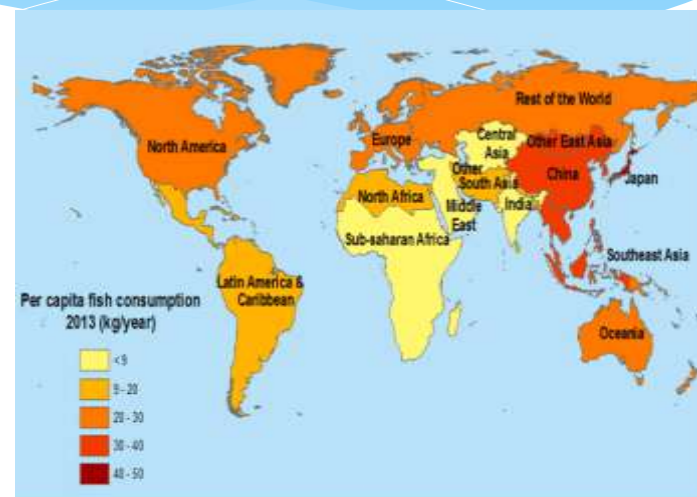 Rest of the World
North America
Europe
Central
Asia
Other East Asia
China
Japan
Other
South Asia
North Africa
India
Middle
East
Sub-saharan Africa
Southeast Asia
Latin America &
Caribbean
Oceania
Per capita fish consumption
2013 (kg/year)
<9
9-20
20-30
30-40
40-50